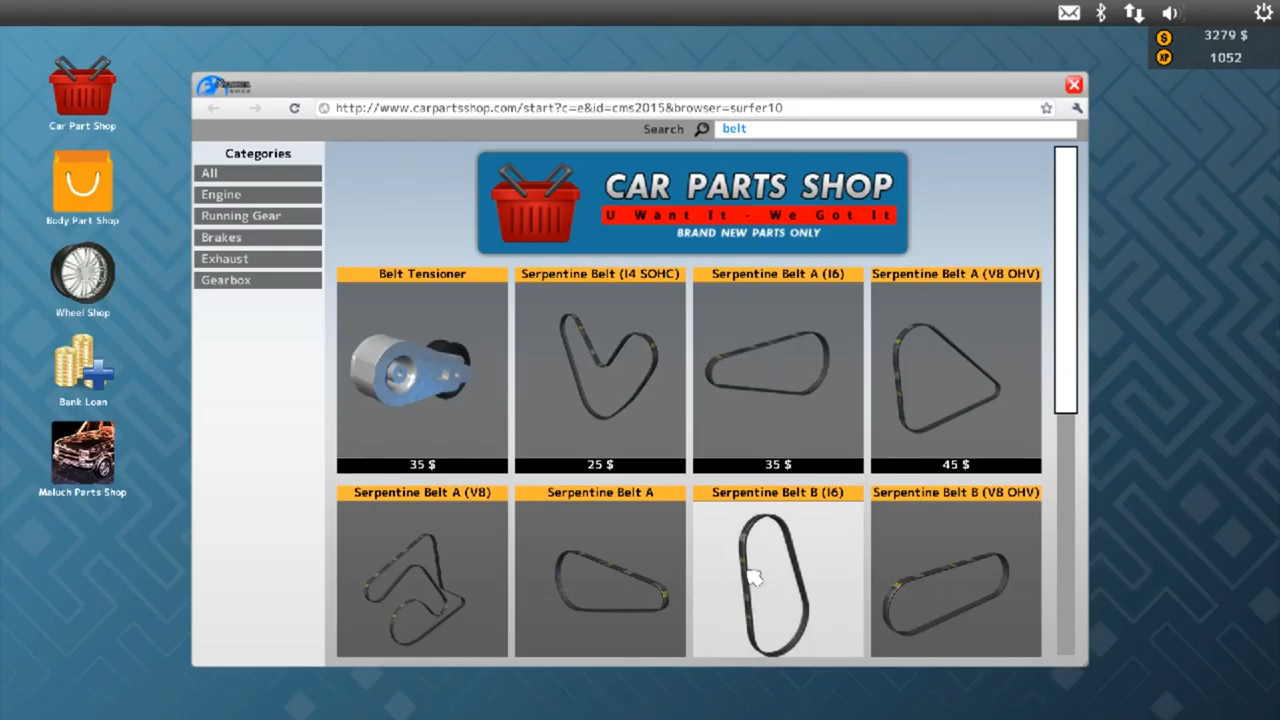 3279 $
1052
http://www.carpartsshop.com/start?c=e&id=cms2015&browser=surfer10
Search belt
Car Part Shop
Body Part Shop
Wheel Shop
Bank Loan
Maluch Parts Shop
Categories
All
Engine
Running Gear
Brakes
Exhaust
Gearbox
CAR PARTS SHOP
U Want It - We Got It
BRAND NEW PARTS ONLY
Belt Tensioner
Serpentine Belt (I4 SOHC)
Serpentine Belt A (I6)
Serpentine Belt A (V8 OHV)
35 $
25 $
35 $
45 $
Serpentine Belt A (V8)
Serpentine Belt A
Serpentine Belt B (I6)
Serpentine Belt B (V8 OHV)